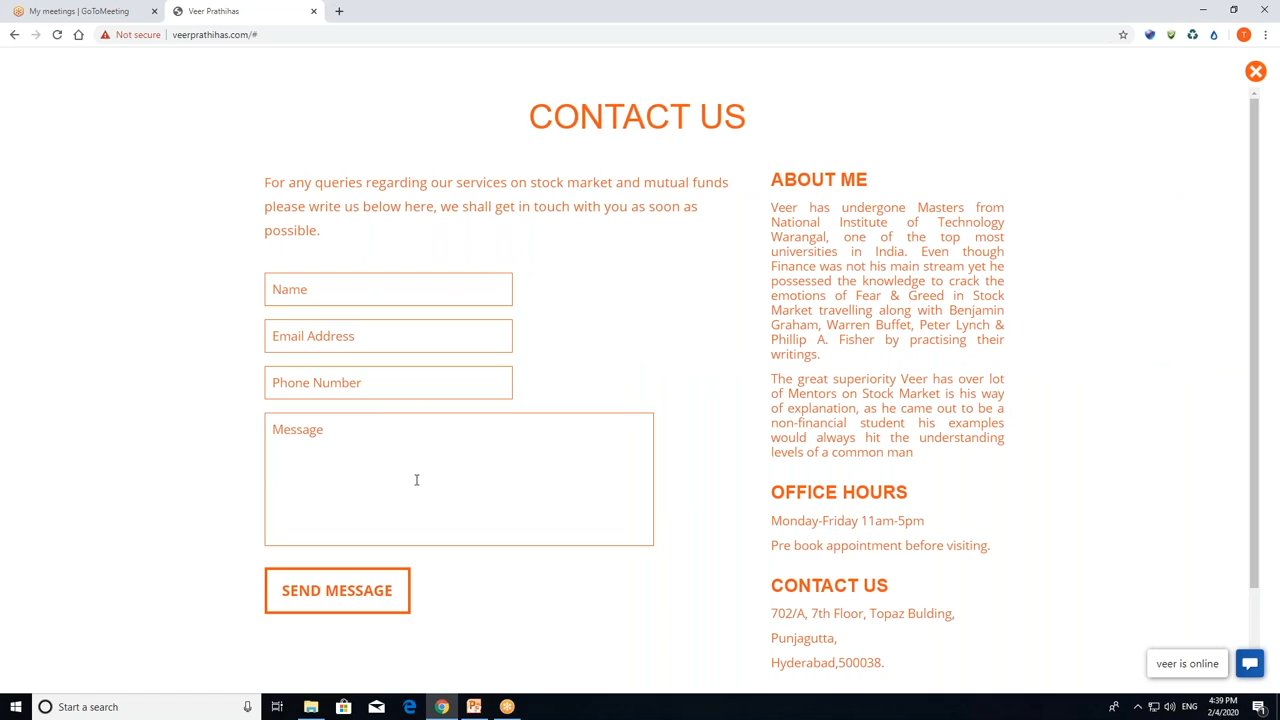 My meetings | GoToMeeting
Veer Prathihas
Not secure
veerprathihas.com/#
T
CONTACT US
For any queries regarding our services on stock market and mutual funds
please write us below here, we shall get in touch with you as soon as
possible.
Name
Email Address
Phone Number
Message
SEND MESSAGE
ABOUT ME
Veer has undergone Masters from
National Institute of Technology
Warangal, one of the top most
universities in India. Even though
Finance was not his main stream yet he
possessed the knowledge to crack the
emotions of Fear & Greed in Stock
Market travelling along with Benjamin
Graham, Warren Buffet, Peter Lynch &
Phillip A. Fisher by practising their
writings.
The great superiority Veer has over lot
of Mentors on Stock Market is his way
of explanation, as he came out to be a
non-financial student his examples
would always hit the understanding
levels of a common man
OFFICE HOURS
Monday-Friday 11am-5pm
Pre book appointment before visiting.
CONTACT US
702/A, 7th Floor, Topaz Bulding,
Punjagutta,
Hyderabad,500038.
veer is online
Start a search
ENG
4:39 PM
2/4/2020